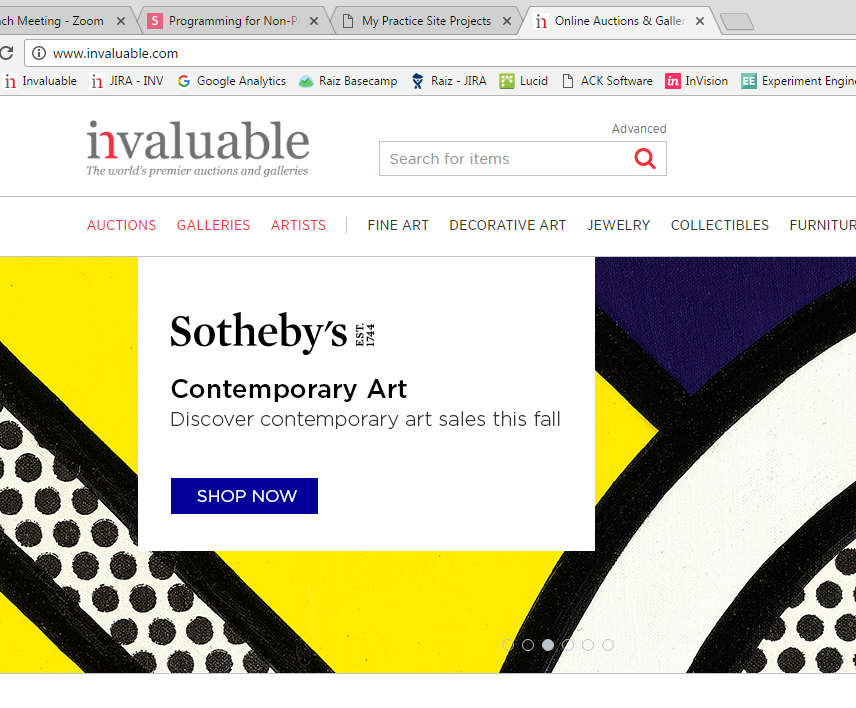 ch Meeting - Zoom
Programming for Non-P
My Practice Site Projects
Online Auctions & Galler
www.invaluable.com
Invaluable
JIRA - INV
Google Analytics
Raiz Basecamp
Raiz - JIRA
Lucid
ACK Software
InVision
Experiment Engine
invaluable
The world's premier auctions and galleries
Advanced
Search for items
AUCTIONS GALLERIES ARTISTS | FINE ART DECORATIVE ART JEWELRY COLLECTIBLES FURNITUR
Sotheby's EST. 1744
Contemporary Art
Discover contemporary art sales this fall
SHOP NOW